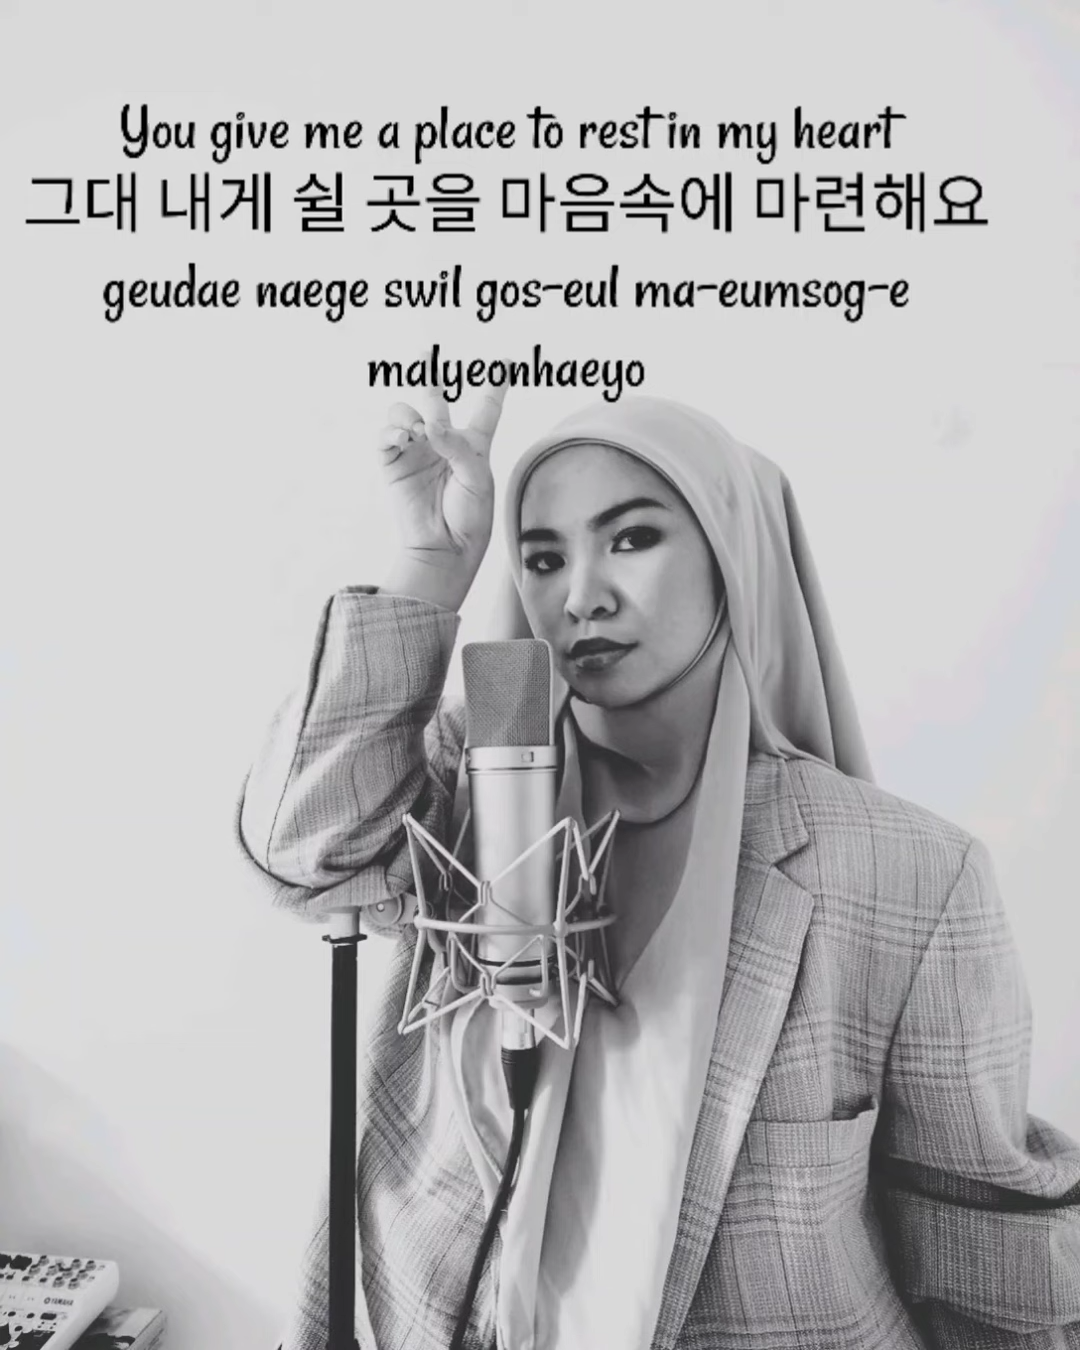 You give me a place to rest in my heart
그대 내게 쉴 곳을 마음속에 마련해요
geudae naege swil gos-eul ma-eumsog-e
malyeonhaeyo
YAMAHA